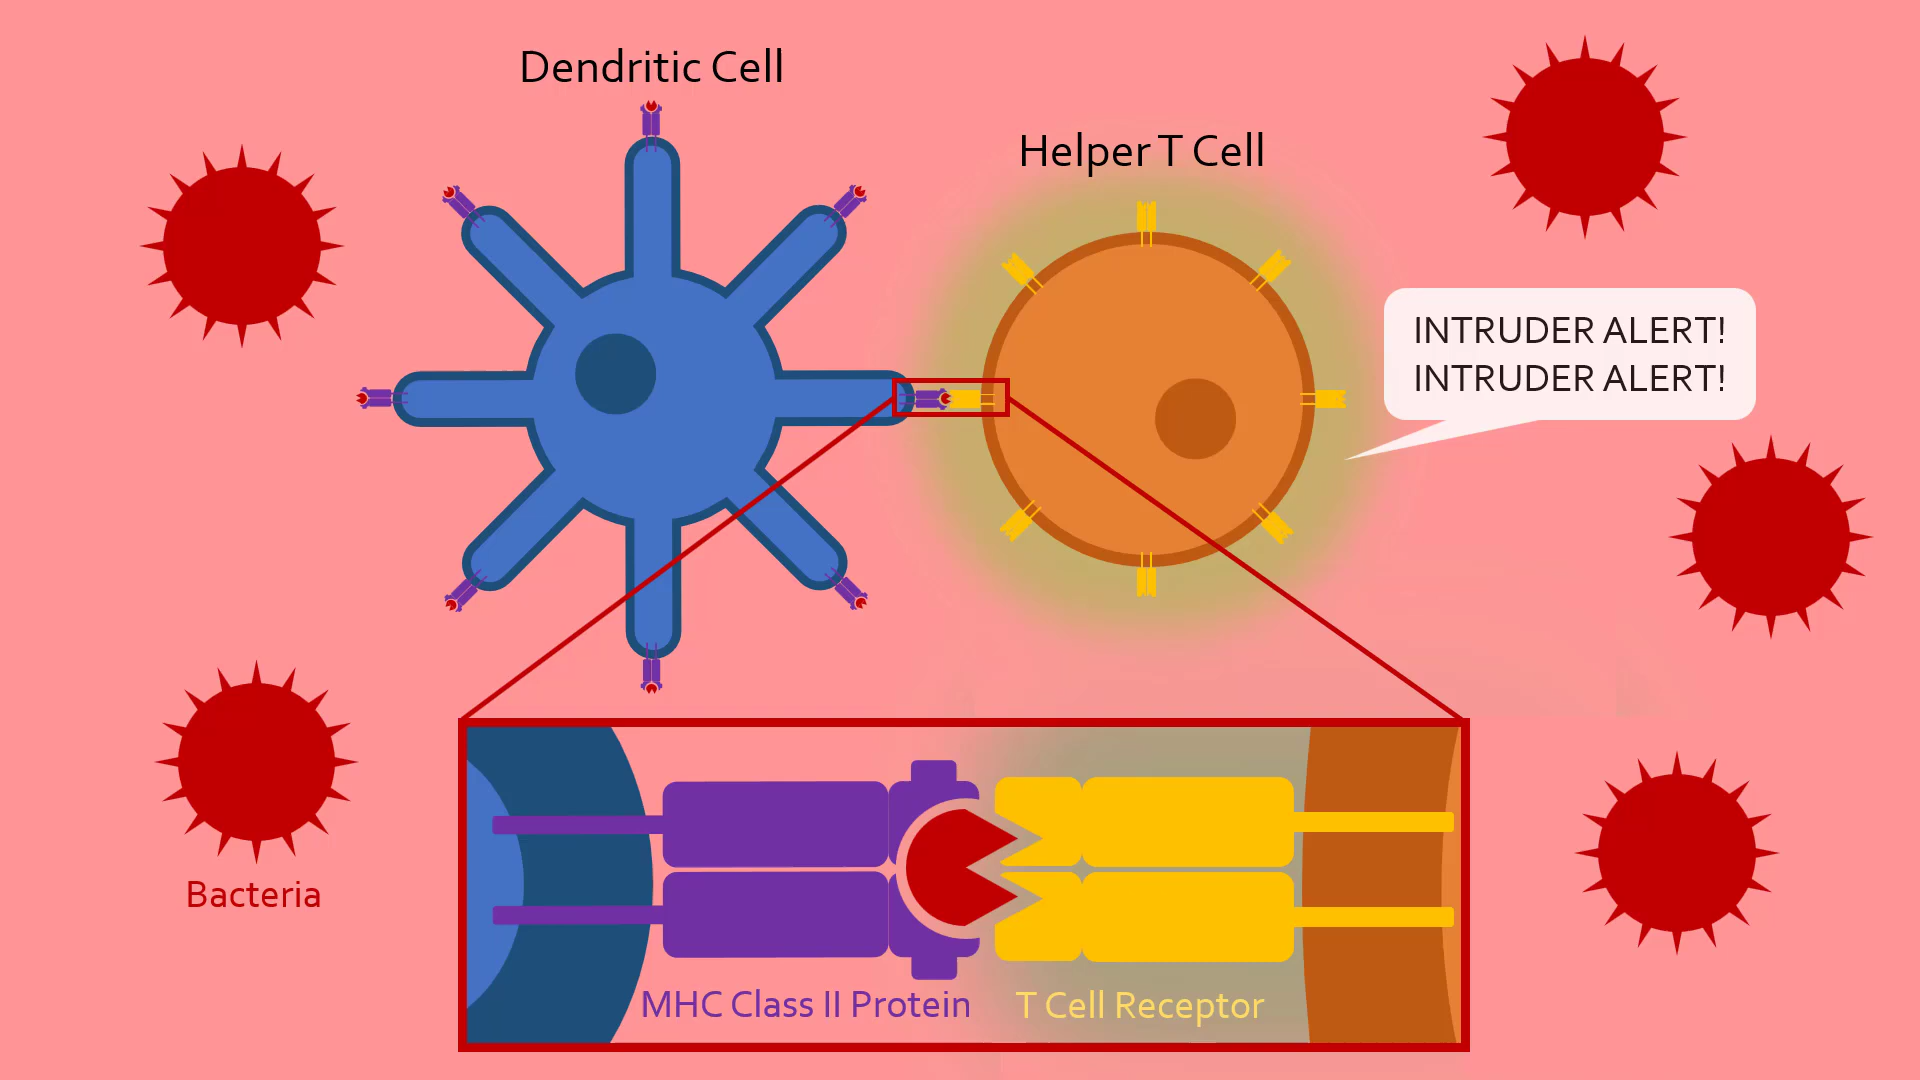 Dendritic Cell
Helper T Cell
INTRUDER ALERT!
INTRUDER ALERT!
Bacteria
MHC Class II Protein
T Cell Receptor